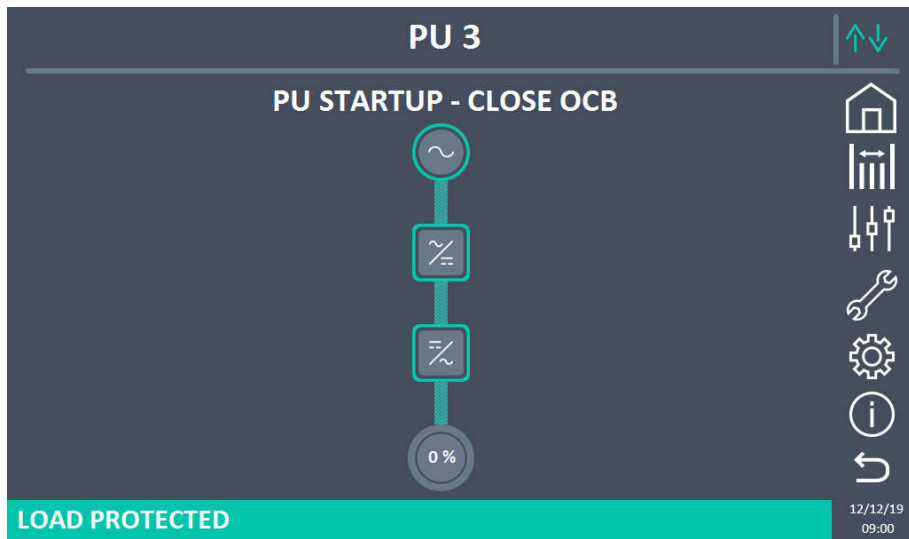 PU 3
PU STARTUP - CLOSE OCB
0 %
LOAD PROTECTED
12/12/19
09:00